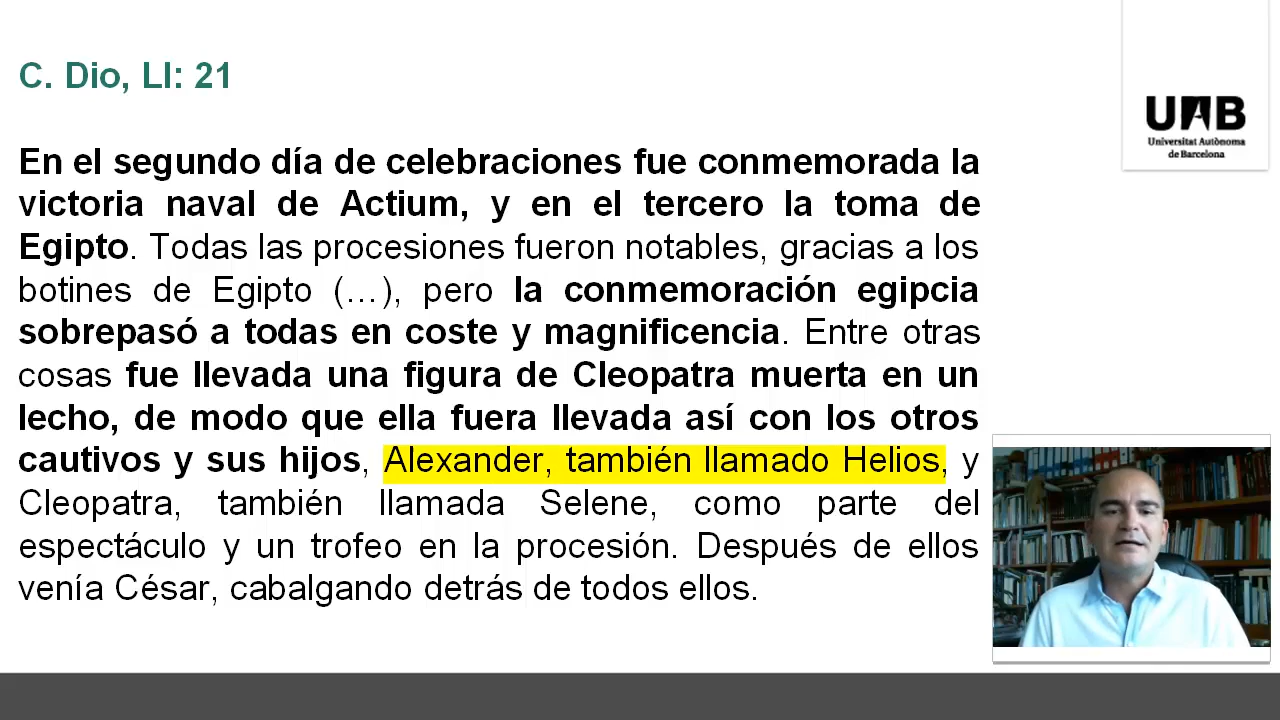 C. Dio, LI: 21
UAB
Universitat Autònoma
de Barcelona
En el segundo día de celebraciones fue conmemorada la
victoria naval de Actium, y en el tercero la toma de
Egipto. Todas las procesiones fueron notables, gracias a los
botines de Egipto (…), pero la conmemoración egipcia
sobrepasó a todas en coste y magnificencia. Entre otras
cosas fue llevada una figura de Cleopatra muerta en un
lecho, de modo que ella fuera llevada así con los otros
cautivos y sus hijos, Alexander, también llamado Helios, y
Cleopatra, también llamada Selene, como parte del
espectáculo y un trofeo en la procesión. Después de ellos
venía César, cabalgando detrás de todos ellos.